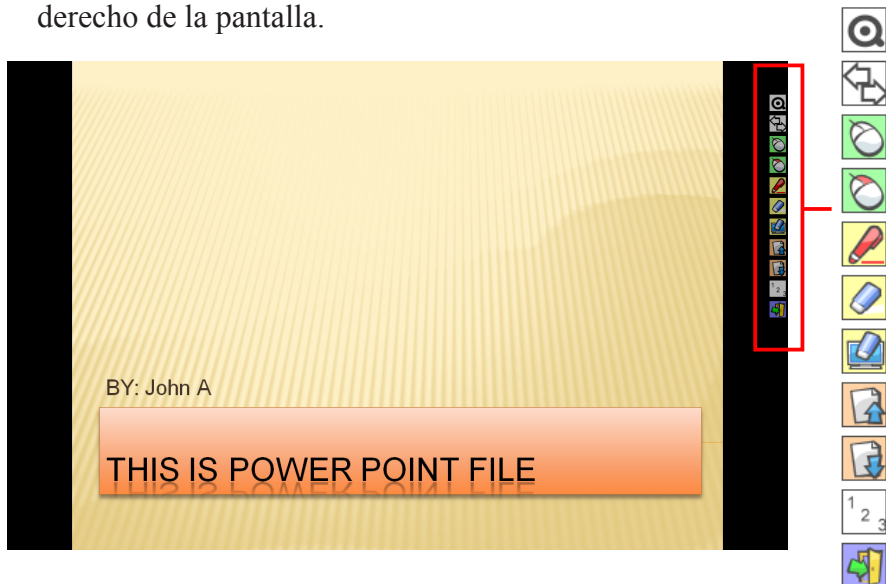 derecho de la pantalla.
BY: John A
THIS IS POWER POINT FILE
1 2 3